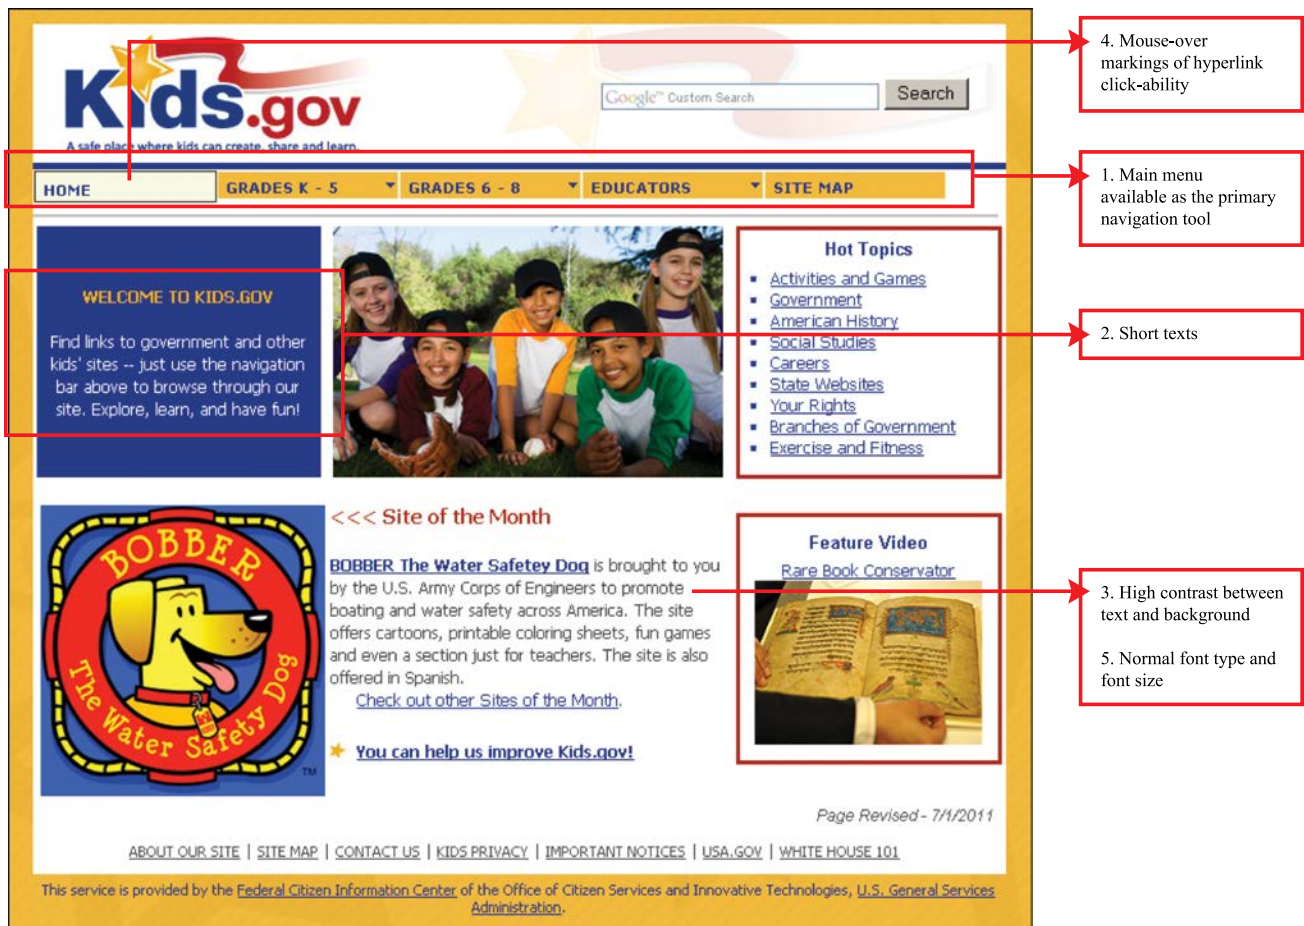 Kids.gov
A safe place where kids can create, share and learn.
Google™ Custom Search
Search
4. Mouse-over
markings of hyperlink
click-ability
HOME
GRADES K - 5
GRADES 6 - 8
EDUCATORS
SITE MAP
1. Main menu
available as the primary
navigation tool
WELCOME TO KIDS.GOV
Find links to government and other
kids' sites -- just use the navigation
bar above to browse through our
site. Explore, learn, and have fun!
Hot Topics
Activities and Games
Government
American History
Social Studies
Careers
State Websites
Your Rights
Branches of Government
Exercise and Fitness
2. Short texts
BOBBER
The Water Safety Dog
TM
<<< Site of the Month
BOBBER The Water Safetey Dog is brought to you
by the U.S. Army Corps of Engineers to promote
boating and water safety across America. The site
offers cartoons, printable coloring sheets, fun games
and even a section just for teachers. The site is also
offered in Spanish.
Check out other Sites of the Month.
You can help us improve Kids.gov!
Feature Video
Rare Book Conservator
3. High contrast between
text and background
5. Normal font type and
font size
Page Revised - 7/1/2011
ABOUT OUR SITE | SITE MAP | CONTACT US | KIDS PRIVACY | IMPORTANT NOTICES | USA.GOV | WHITE HOUSE 101
This service is provided by the Federal Citizen Information Center of the Office of Citizen Services and Innovative Technologies, U.S. General Services
Administration.